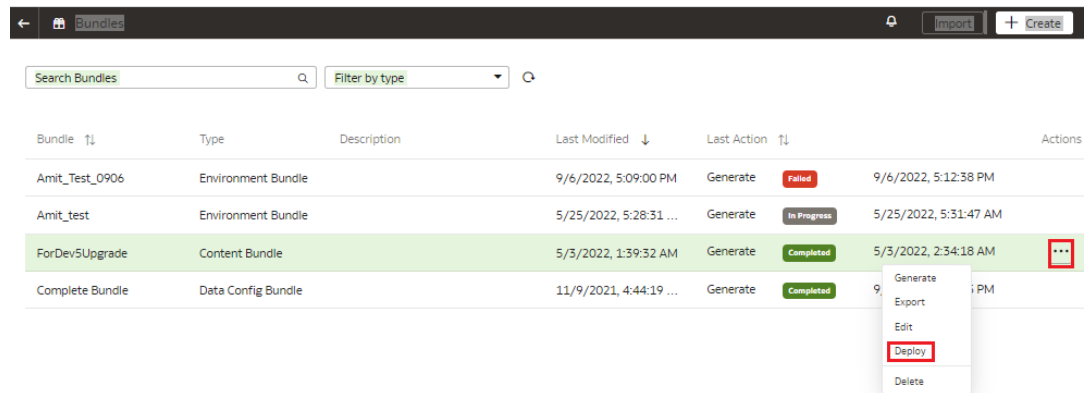 Bundles Import Create
Search Bundles Filter by type
Bundle Type Description Last Modified Last Action Actions
Amit_Test_0906 Environment Bundle 9/6/2022, 5:09:00 PM Generate Failed 9/6/2022, 5:12:38 PM
Amit_test Environment Bundle 5/25/2022, 5:28:31 ... Generate In Progress 5/25/2022, 5:31:47 AM
ForDev5Upgrade Content Bundle 5/3/2022, 1:39:32 AM Generate Completed 5/3/2022, 2:34:18 AM ...
Complete Bundle Data Config Bundle 11/9/2021, 4:44:19 ... Generate Completed 9 PM
Generate
Export
Edit
Deploy
Delete